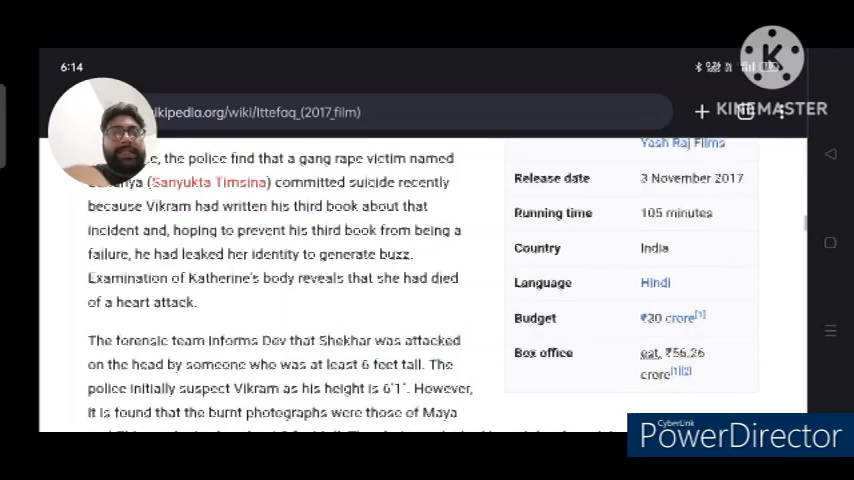 6:14
KINEMASTER
kipedia.org/wiki/Ittefaq_(2017_film)
the police find that a gang rape victim named
(Sanyukta Timsina) committed suicide recently
because Vikram had written his third book about that
incident and, hoping to prevent his third book from being a
failure, he had leaked her identity to generate buzz.
Examination of Katherine's body reveals that she had died
of a heart attack.
The forensic team informs Dev that Shekhar was attacked
on the head by someone who was at least 6 feet tall. The
police initially suspect Vikram as his height is 6'1". However,
it is found that the burnt photographs were those of Maya
Yash Raj Films
Release date 3 November 2017
Running time 105 minutes
Country India
Language Hindi
Budget ₹30 crore[1]
Box office est. ₹56.26
crore[1][2]
CyberLink
PowerDirector